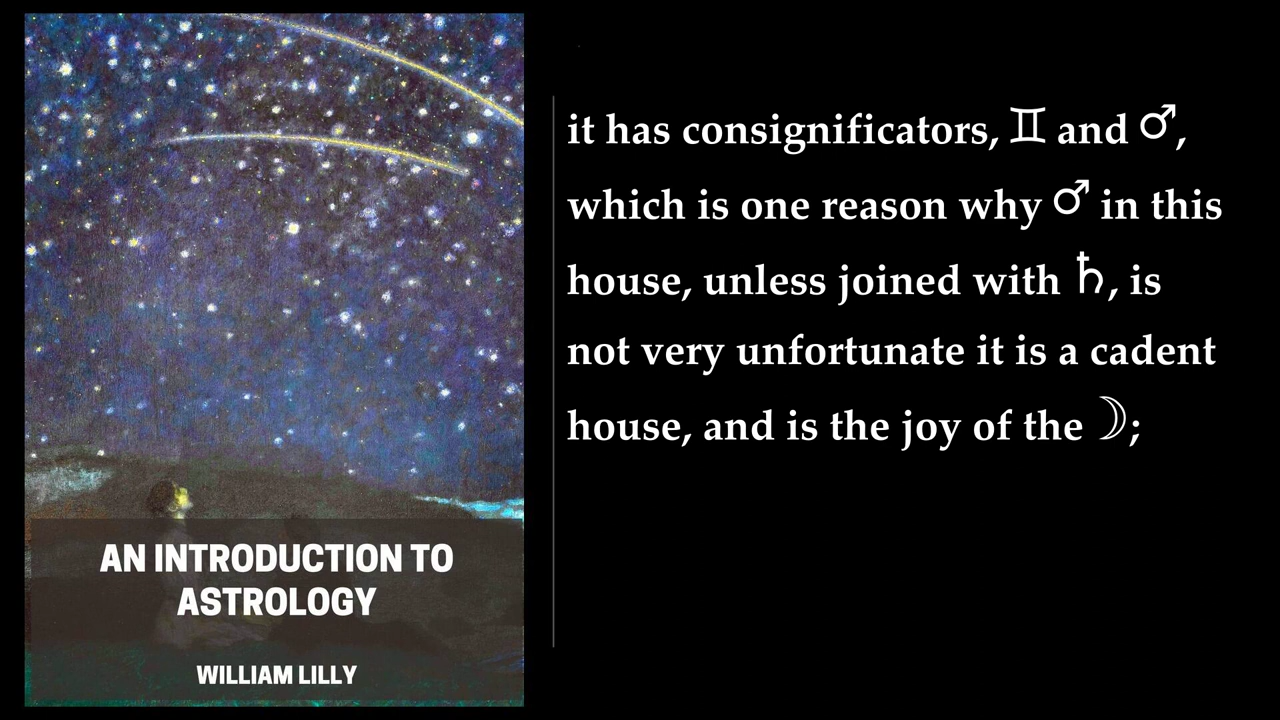 it has consignificators, ♊ and ♂,
which is one reason why ♂ in this
house, unless joined with ♄, is
not very unfortunate it is a cadent
house, and is the joy of the ☽;
AN INTRODUCTION TO
ASTROLOGY
WILLIAM LILLY